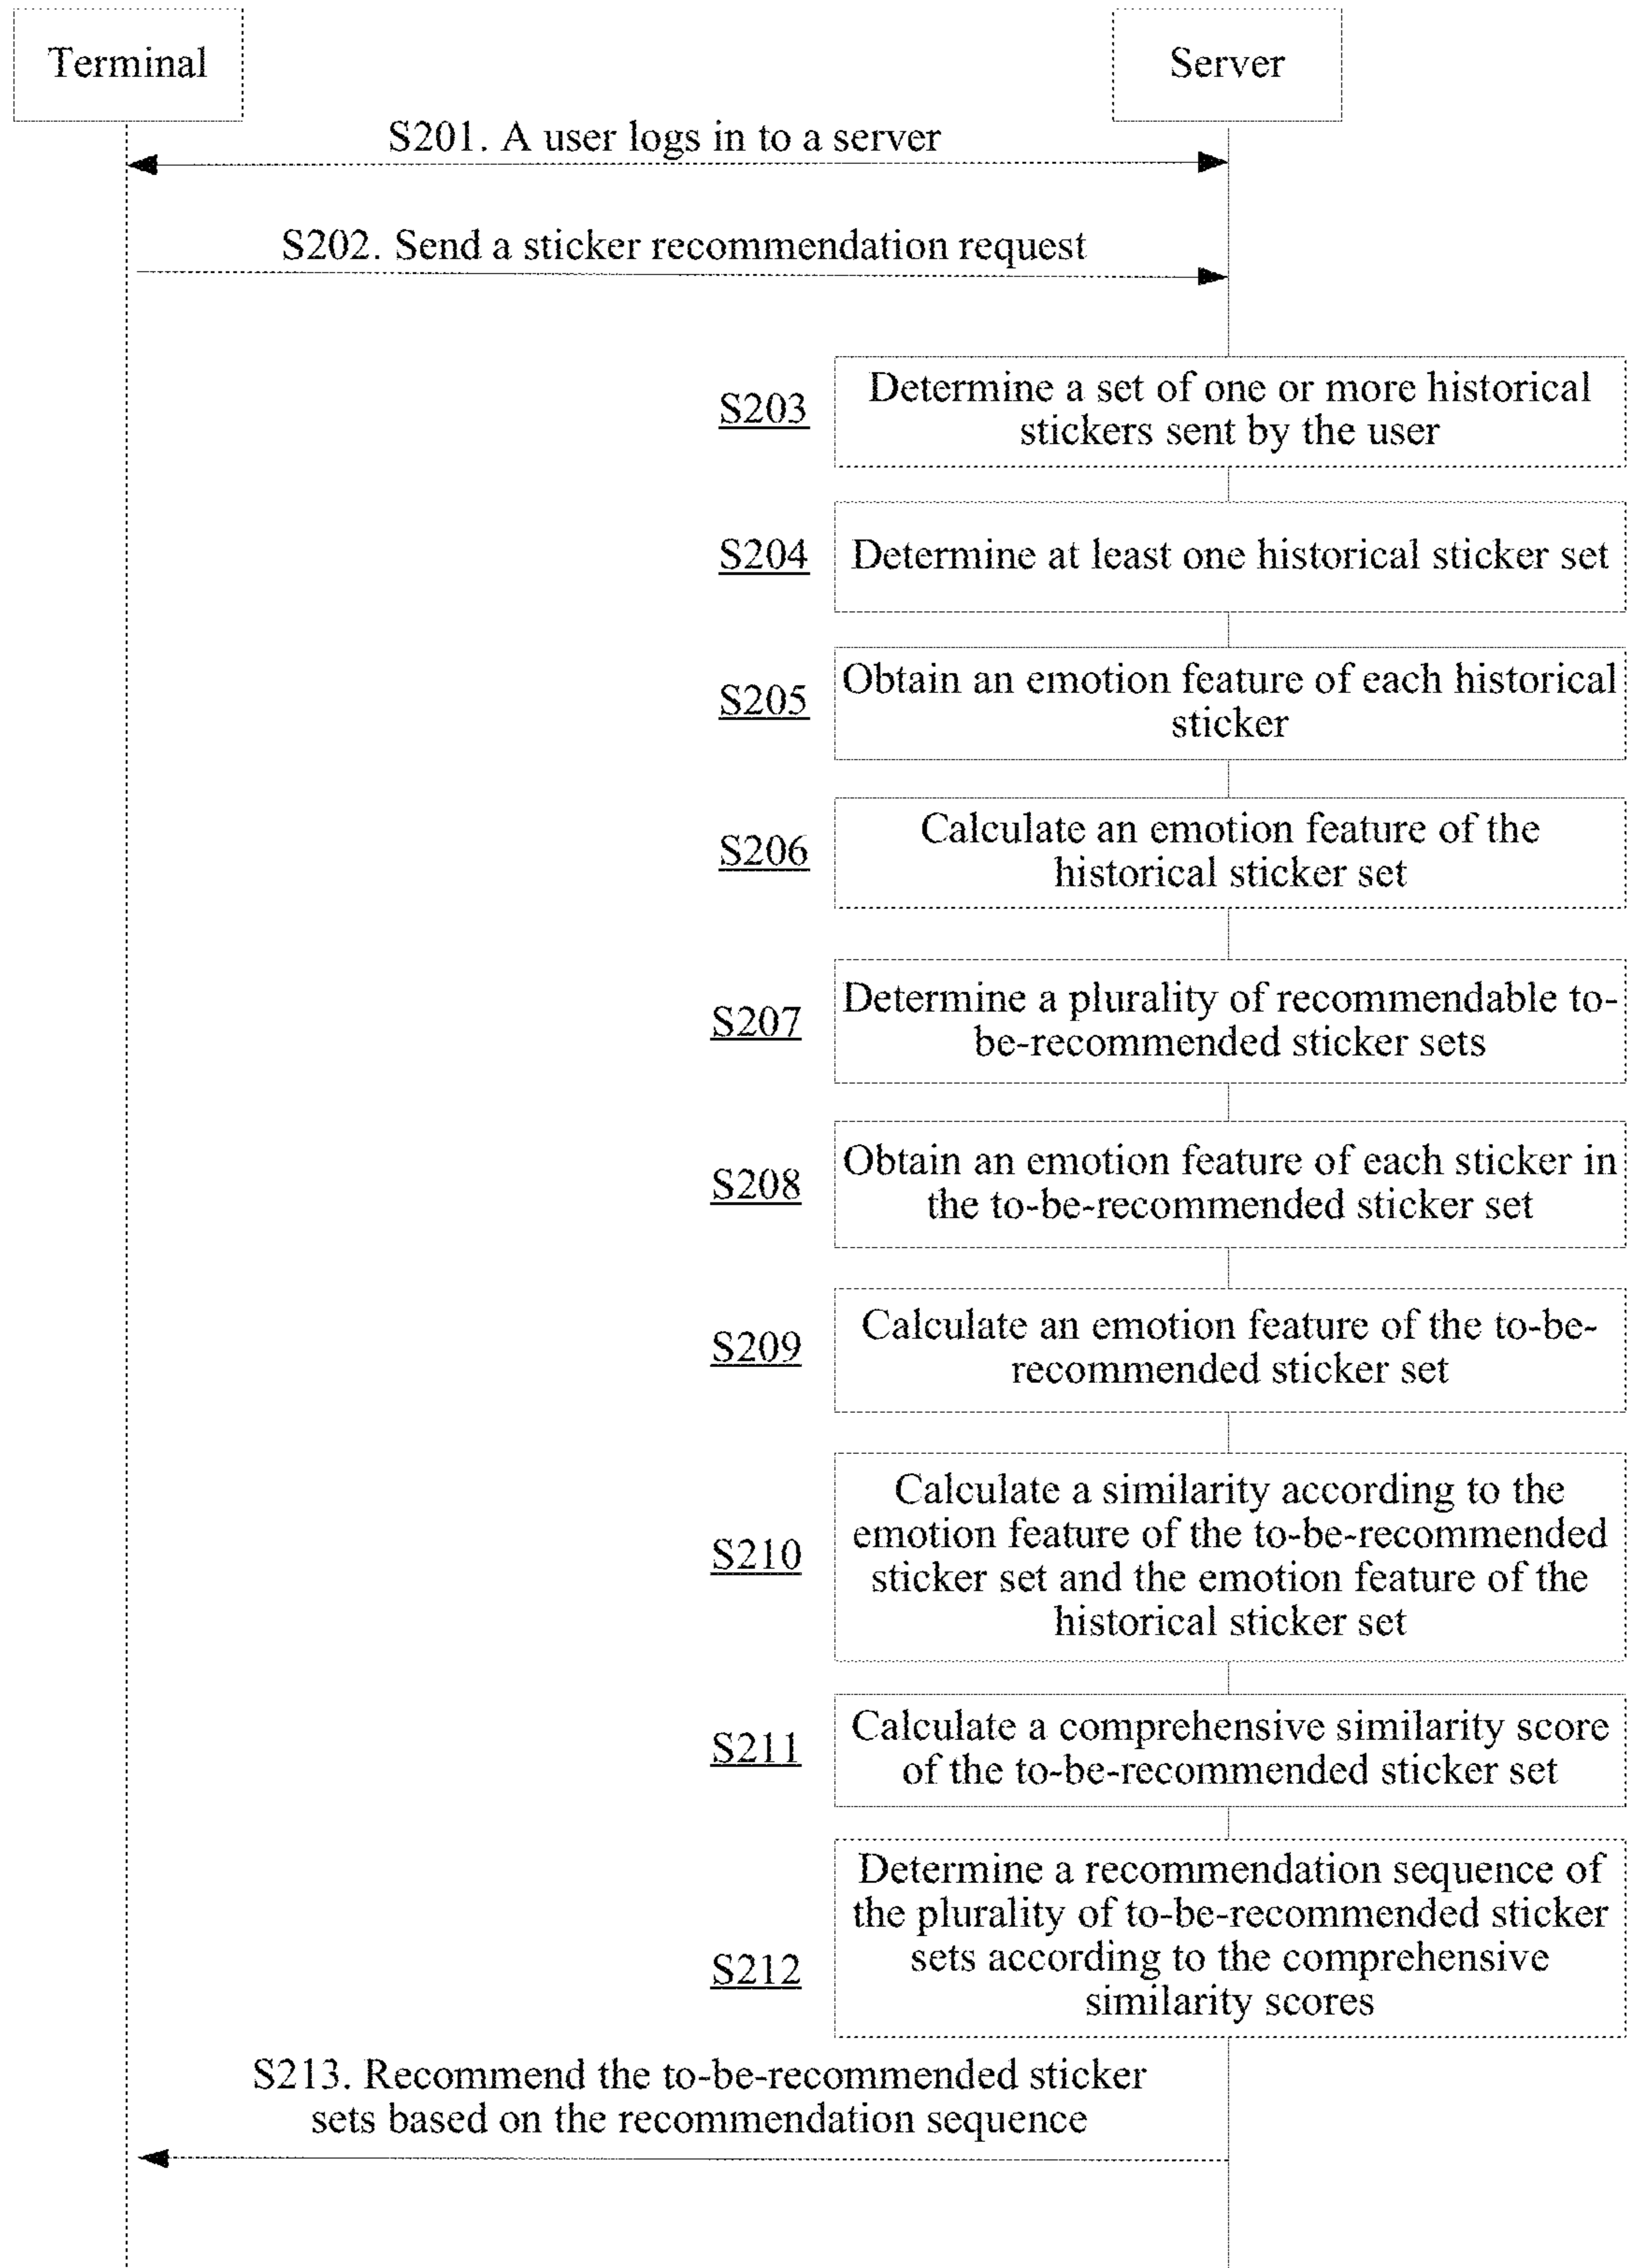 Terminal
Server
S201. A user logs in to a server
S202. Send a sticker recommendation request
S203
Determine a set of one or more historical
stickers sent by the user
S204
Determine at least one historical sticker set
S205
Obtain an emotion feature of each historical
sticker
S206
Calculate an emotion feature of the
historical sticker set
S207
Determine a plurality of recommendable to-
be-recommended sticker sets
S208
Obtain an emotion feature of each sticker in
the to-be-recommended sticker set
S209
Calculate an emotion feature of the to-be-
recommended sticker set
S210
Calculate a similarity according to the
emotion feature of the to-be-recommended
sticker set and the emotion feature of the
historical sticker set
S211
Calculate a comprehensive similarity score
of the to-be-recommended sticker set
S212
Determine a recommendation sequence of
the plurality of to-be-recommended sticker
sets according to the comprehensive
similarity scores
S213. Recommend the to-be-recommended sticker
sets based on the recommendation sequence